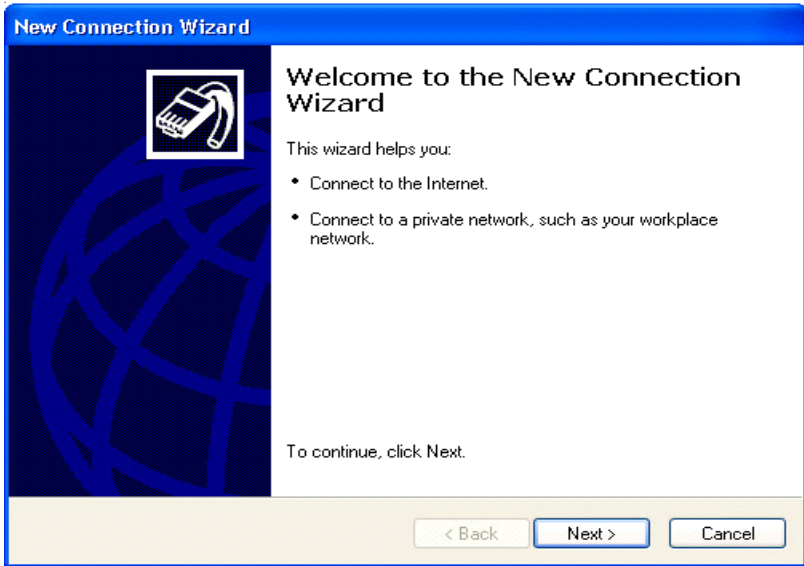 New Connection Wizard
Welcome to the New Connection
Wizard
This wizard helps you:
• Connect to the Internet.
• Connect to a private network, such as your workplace
network.
To continue, click Next.
< Back Next > Cancel